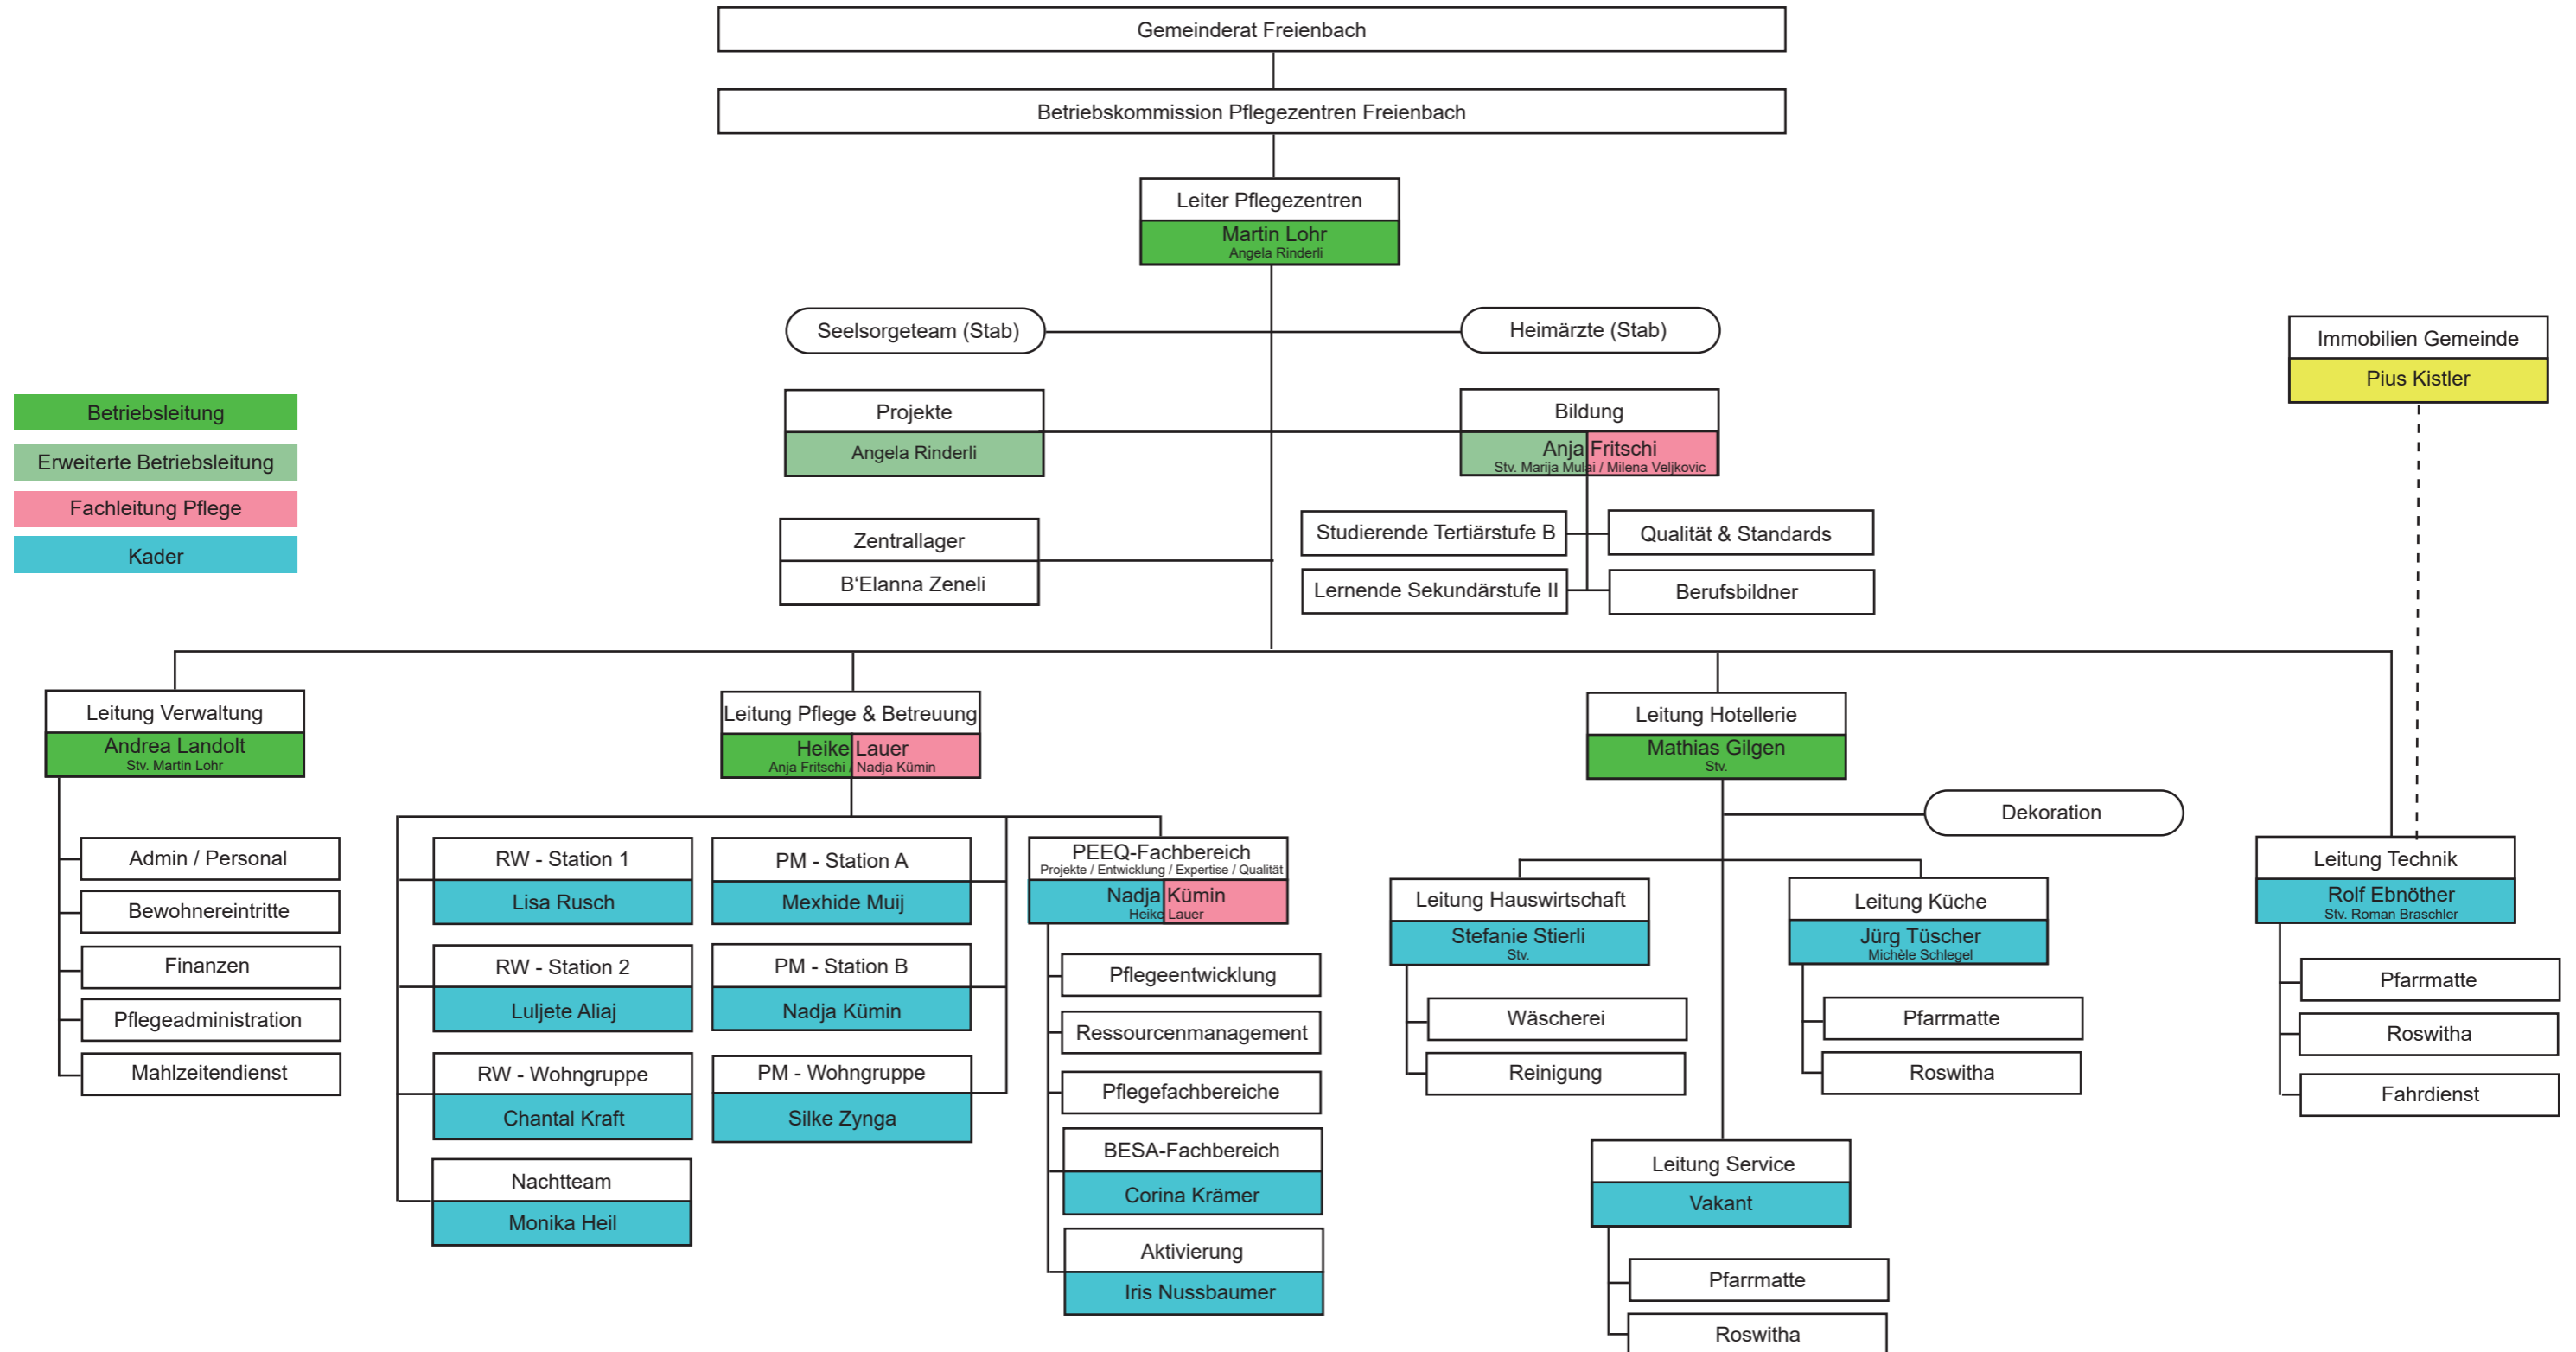 Gemeinderat Freienbach
Betriebskommission Pflegezentren Freienbach
Leiter Pflegezentren
Martin Lohr
Angela Rinderli
Seelsorgeteam (Stab)
Heimärzte (Stab)
Immobilien Gemeinde
Pius Kistler
Betriebsleitung
Erweiterte Betriebsleitung
Fachleitung Pflege
Kader
Projekte
Angela Rinderli
Bildung
Anja Fritschi
Stv. Marija Mulaj / Milena Veljkovic
Zentrallager
B‘Elanna Zeneli
Studierende Tertiärstufe B
Qualität & Standards
Lernende Sekundärstufe II
Berufsbildner
Leitung Verwaltung
Andrea Landolt
Stv. Martin Lohr
Admin / Personal
Bewohnereintritte
Finanzen
Pflegeadministration
Mahlzeitendienst
Leitung Pflege & Betreuung
Heike Lauer
Anja Fritschi / Nadja Kümin
RW - Station 1
Lisa Rusch
RW - Station 2
Luljete Aliaj
RW - Wohngruppe
Chantal Kraft
Nachtteam
Monika Heil
PM - Station A
Mexhide Muij
PM - Station B
Nadja Kümin
PM - Wohngruppe
Silke Zynga
PEEQ-Fachbereich
Projekte / Entwicklung / Expertise / Qualität
Nadja Kümin
Heike Lauer
Pflegeentwicklung
Ressourcenmanagement
Pflegefachbereiche
BESA-Fachbereich
Corina Krämer
Aktivierung
Iris Nussbaumer
Leitung Hotellerie
Mathias Gilgen
Stv.
Dekoration
Leitung Hauswirtschaft
Stefanie Stierli
Stv.
Wäscherei
Reinigung
Leitung Küche
Jürg Tüscher
Michèle Schlegel
Pfarrmatte
Roswitha
Leitung Service
Vakant
Pfarrmatte
Roswitha
Leitung Technik
Rolf Ebnöther
Stv. Roman Braschler
Pfarrmatte
Roswitha
Fahrdienst